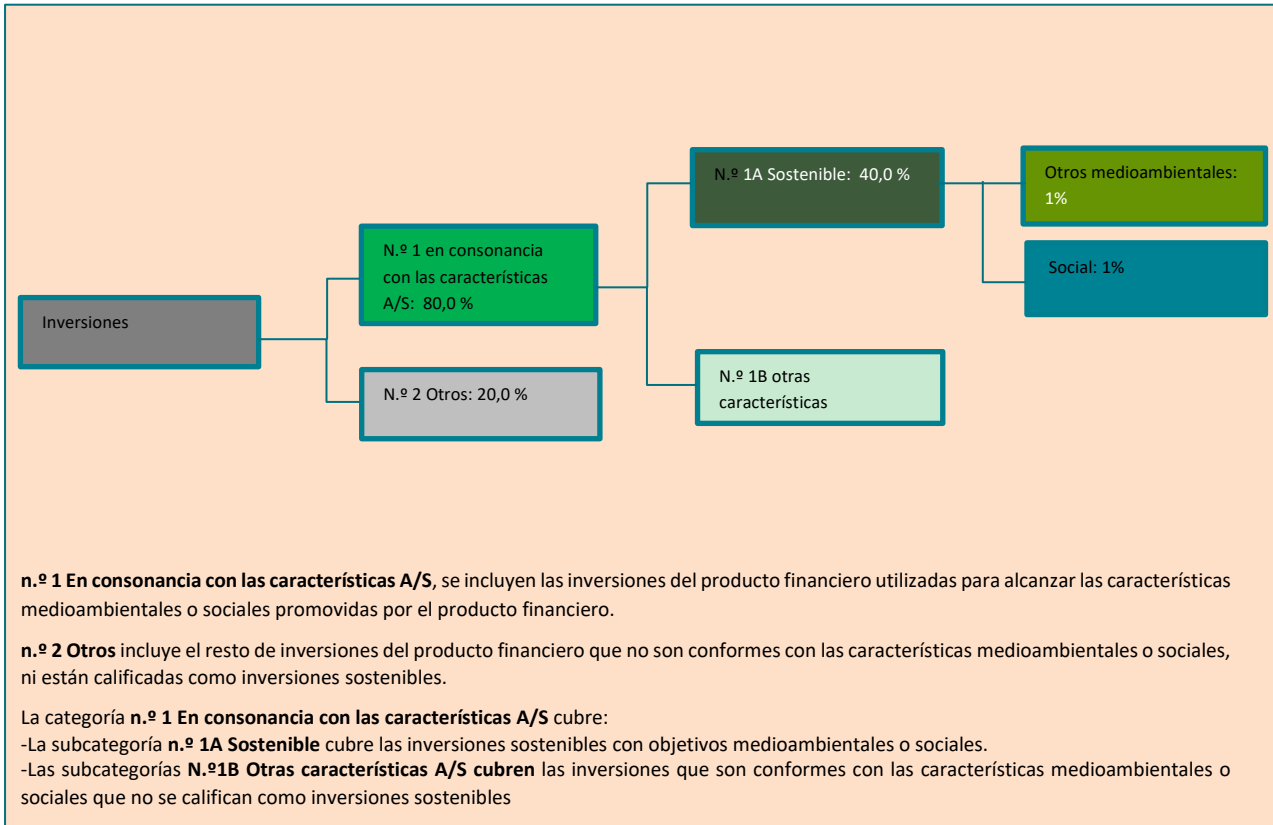 N.º 1A Sostenible: 40,0 %
Otros medioambientales:
1%
N.º 1 en consonancia
con las características
A/S: 80,0 %
Social: 1%
Inversiones
N.º 2 Otros: 20,0 %
N.º 1B otras
características
n.º 1 En consonancia con las características A/S, se incluyen las inversiones del producto financiero utilizadas para alcanzar las características
medioambientales o sociales promovidas por el producto financiero.
n.º 2 Otros incluye el resto de inversiones del producto financiero que no son conformes con las características medioambientales o sociales,
ni están calificadas como inversiones sostenibles.
La categoría n.º 1 En consonancia con las características A/S cubre:
-La subcategoría n.º 1A Sostenible cubre las inversiones sostenibles con objetivos medioambientales o sociales.
-Las subcategorías N.º1B Otras características A/S cubren las inversiones que son conformes con las características medioambientales o
sociales que no se califican como inversiones sostenibles